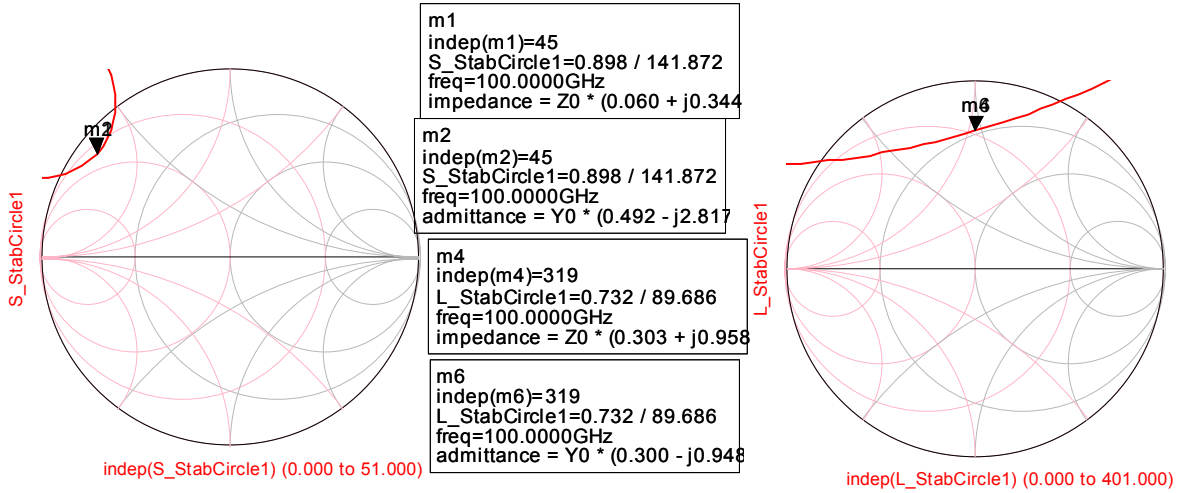 m1
indep(m1)=45
S_StabCircle1=0.898 / 141.872
freq=100.0000GHz
impedance = Z0 * (0.060 + j0.344
m2
indep(m2)=45
S_StabCircle1=0.898 / 141.872
freq=100.0000GHz
admittance = Y0 * (0.492 - j2.817
m4
indep(m4)=319
L_StabCircle1=0.732 / 89.686
freq=100.0000GHz
impedance = Z0 * (0.303 + j0.958
m6
indep(m6)=319
L_StabCircle1=0.732 / 89.686
freq=100.0000GHz
admittance = Y0 * (0.300 - j0.948
S_StabCircle1
indep(S_StabCircle1) (0.000 to 51.000)
L_StabCircle1
indep(L_StabCircle1) (0.000 to 401.000)